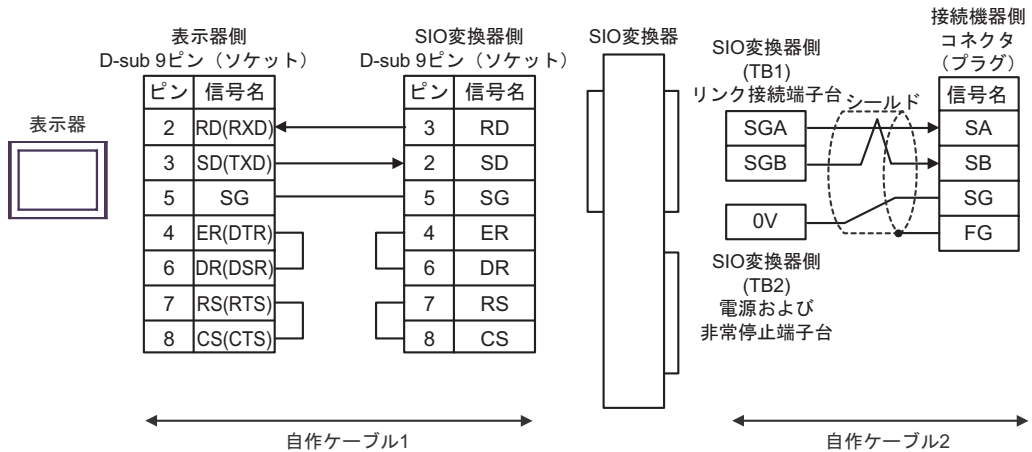 表示器
表示器側
D-sub 9ピン（ソケット）
ピン 信号名
2 RD(RXD)
3 SD(TXD)
5 SG
4 ER(DTR)
6 DR(DSR)
7 RS(RTS)
8 CS(CTS)
SIO変換器側
D-sub 9ピン（ソケット）
ピン 信号名
3 RD
2 SD
5 SG
4 ER
6 DR
7 RS
8 CS
SIO変換器
SIO変換器側
(TB1)
リンク接続端子台
シールド
SGA
SGB
0V
SIO変換器側
(TB2)
電源および
非常停止端子台
接続機器側
コネクタ
（プラグ）
信号名
SA
SB
SG
FG
自作ケーブル1
自作ケーブル2